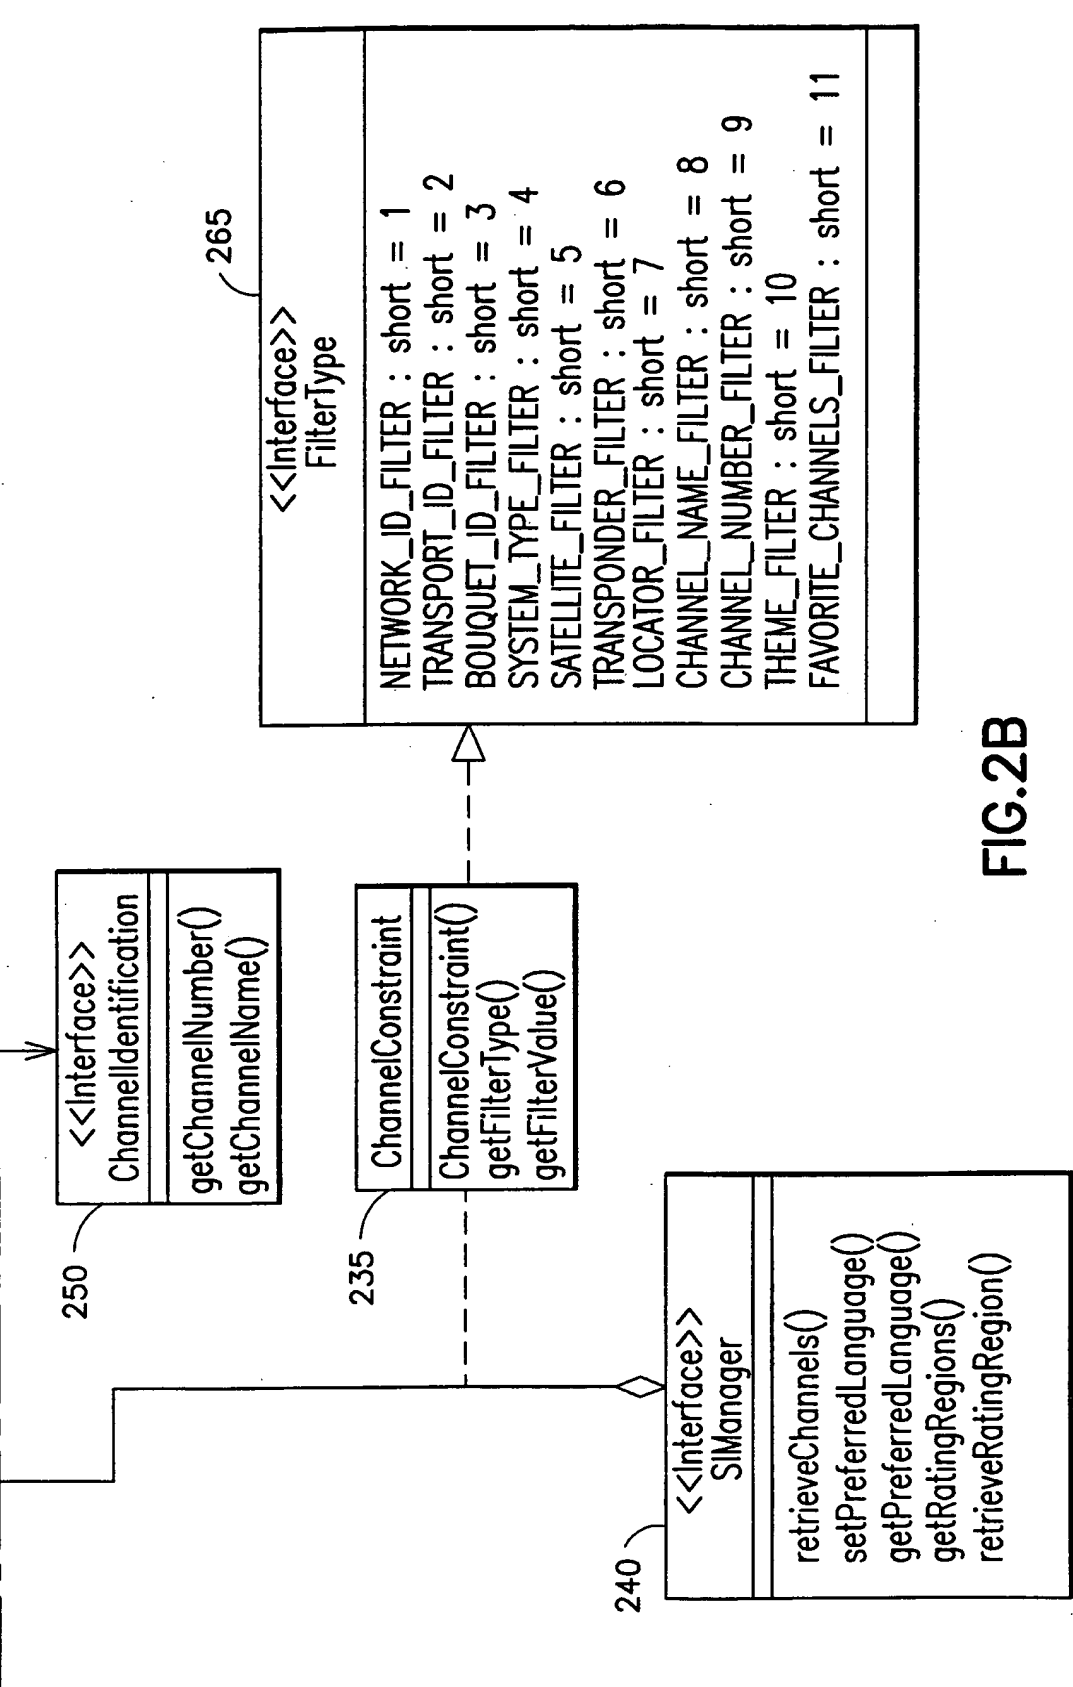 250
<<Interface>>
ChannelIdentification
getChannelNumber()
getChannelName()
235
ChannelConstraint
ChannelConstraint()
getFilterType()
getFilterValue()
240
<<Interface>>
SIManager
retrieveChannels()
setPreferredLanguage()
getPreferredLanguage()
getRatingRegions()
retrieveRatingRegion()
265
<<Interface>>
FilterType
NETWORK_ID_FILTER : short = 1
TRANSPORT_ID_FILTER : short = 2
BOUQUET_ID_FILTER : short = 3
SYSTEM_TYPE_FILTER : short = 4
SATELLITE_FILTER : short = 5
TRANSPONDER_FILTER : short = 6
LOCATOR_FILTER : short = 7
CHANNEL_NAME_FILTER : short = 8
CHANNEL_NUMBER_FILTER : short = 9
THEME_FILTER : short = 10
FAVORITE_CHANNELS_FILTER : short = 11
FIG.2B